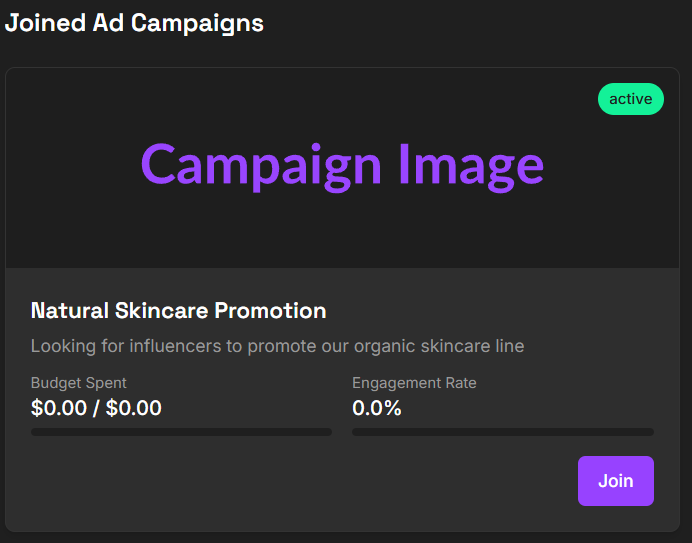 Joined Ad Campaigns
active
Campaign Image
Natural Skincare Promotion
Looking for influencers to promote our organic skincare line
Budget Spent
Engagement Rate
$0.00 / $0.00
0.0%
Join